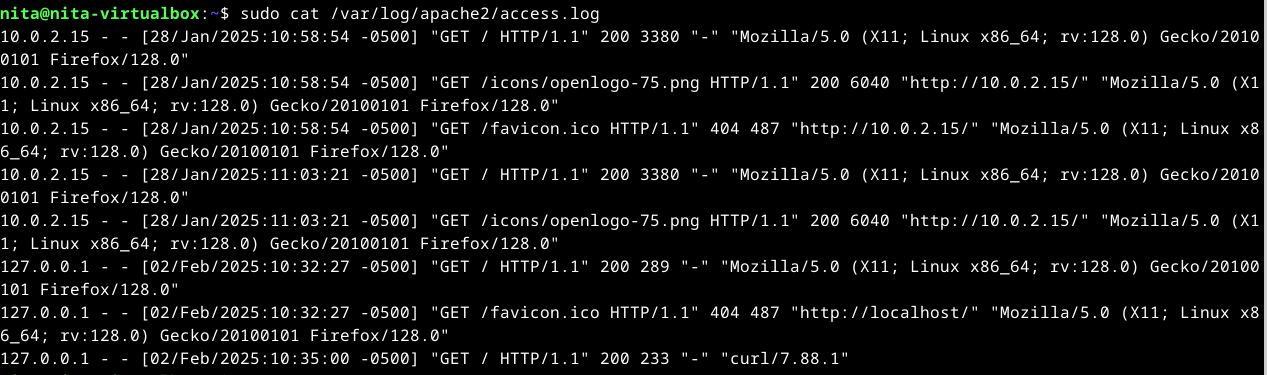 nita@nita-virtualbox:~$ sudo cat /var/log/apache2/access.log
10.0.2.15 - - [28/Jan/2025:10:58:54 -0500] "GET / HTTP/1.1" 200 3380 "-" "Mozilla/5.0 (X11; Linux x86_64; rv:128.0) Gecko/2010
0101 Firefox/128.0"
10.0.2.15 - - [28/Jan/2025:10:58:54 -0500] "GET /icons/openlogo-75.png HTTP/1.1" 200 6040 "http://10.0.2.15/" "Mozilla/5.0 (X1
1; Linux x86_64; rv:128.0) Gecko/20100101 Firefox/128.0"
10.0.2.15 - - [28/Jan/2025:10:58:54 -0500] "GET /favicon.ico HTTP/1.1" 404 487 "http://10.0.2.15/" "Mozilla/5.0 (X11; Linux x8
6_64; rv:128.0) Gecko/20100101 Firefox/128.0"
10.0.2.15 - - [28/Jan/2025:11:03:21 -0500] "GET / HTTP/1.1" 200 3380 "-" "Mozilla/5.0 (X11; Linux x86_64; rv:128.0) Gecko/2010
0101 Firefox/128.0"
10.0.2.15 - - [28/Jan/2025:11:03:21 -0500] "GET /icons/openlogo-75.png HTTP/1.1" 200 6040 "http://10.0.2.15/" "Mozilla/5.0 (X1
1; Linux x86_64; rv:128.0) Gecko/20100101 Firefox/128.0"
127.0.0.1 - - [02/Feb/2025:10:32:27 -0500] "GET / HTTP/1.1" 200 289 "-" "Mozilla/5.0 (X11; Linux x86_64; rv:128.0) Gecko/20100
101 Firefox/128.0"
127.0.0.1 - - [02/Feb/2025:10:32:27 -0500] "GET /favicon.ico HTTP/1.1" 404 487 "http://localhost/" "Mozilla/5.0 (X11; Linux x8
6_64; rv:128.0) Gecko/20100101 Firefox/128.0"
127.0.0.1 - - [02/Feb/2025:10:35:00 -0500] "GET / HTTP/1.1" 200 233 "-" "curl/7.88.1"